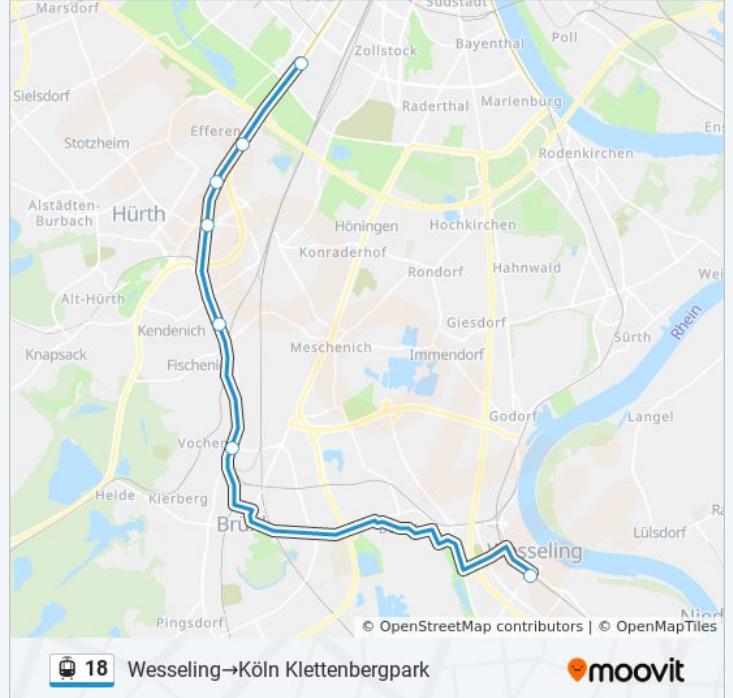 Marsdorf
Südstadt
Zollstock
Bayenthal
Poll
Sielsdorf
Raderthal
Marienburg
Efferen
Ens
Stotzheim
Rodenkirchen
Alstädten-
Burbach
Hürth
Höningen
Hochkirchen
Konraderhof
Rondorf
Hahnwald
Wei
Alt-Hürth
Giesdorf
Rhein
Kendenich
Sürth
Knapsack
Meschenich
Immendorf
Fischeni
Godorf
Langel
Vochem
Heide
Kierberg
Brü
Lülsdorf
Wesseling
Pingsdorf
Nied
© OpenStreetMap contributors | © OpenMapTiles
18 Wesseling→Köln Klettenbergpark
moovit